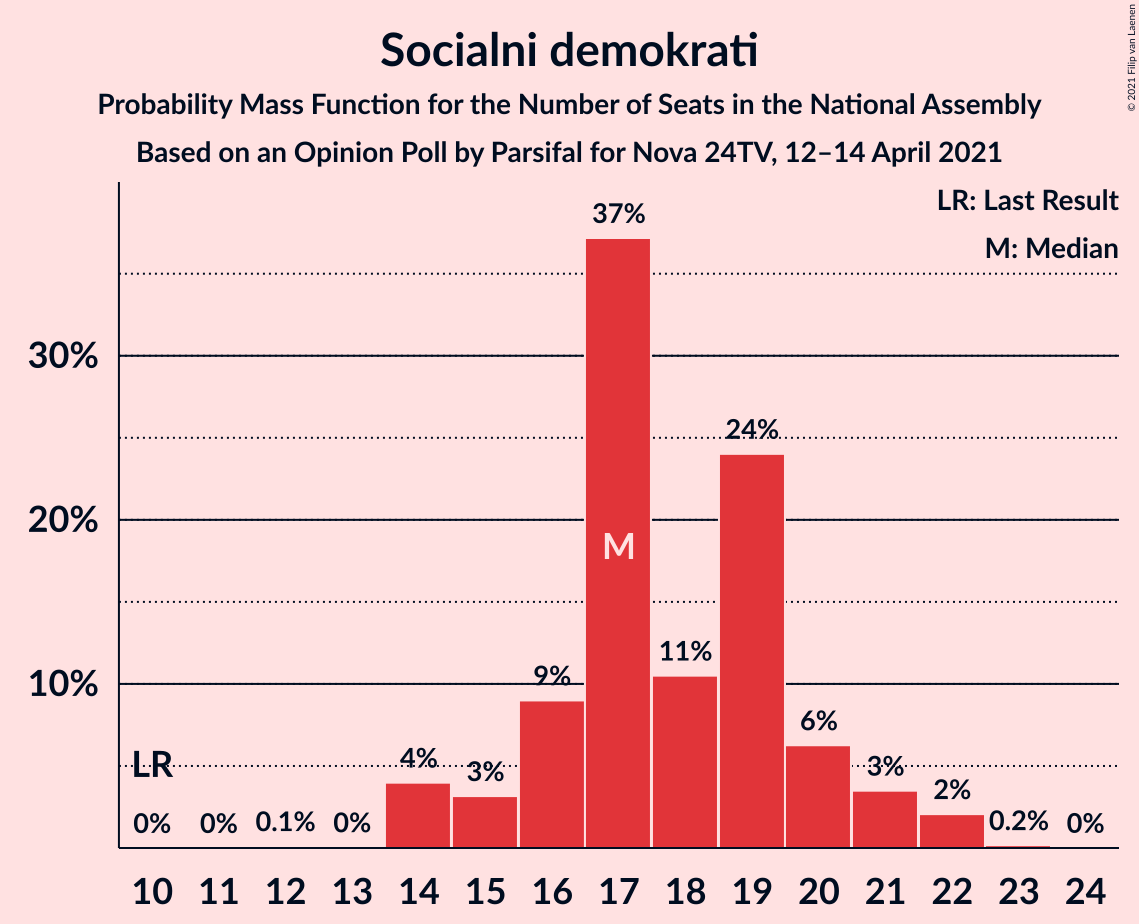 Socialni demokrati
Probability Mass Function for the Number of Seats in the National Assembly
Based on an Opinion Poll by Parsifal for Nova 24TV, 12–14 April 2021
© 2021 Filip van Laenen
LR: Last Result
M: Median
37%
30%
24%
20%
M
11%
10%
9%
6%
LR
4%
3%
3%
2%
0%
0%
0.1%
0%
0.2%
0%
10 11 12 13 14 15 16 17 18 19 20 21 22 23 24